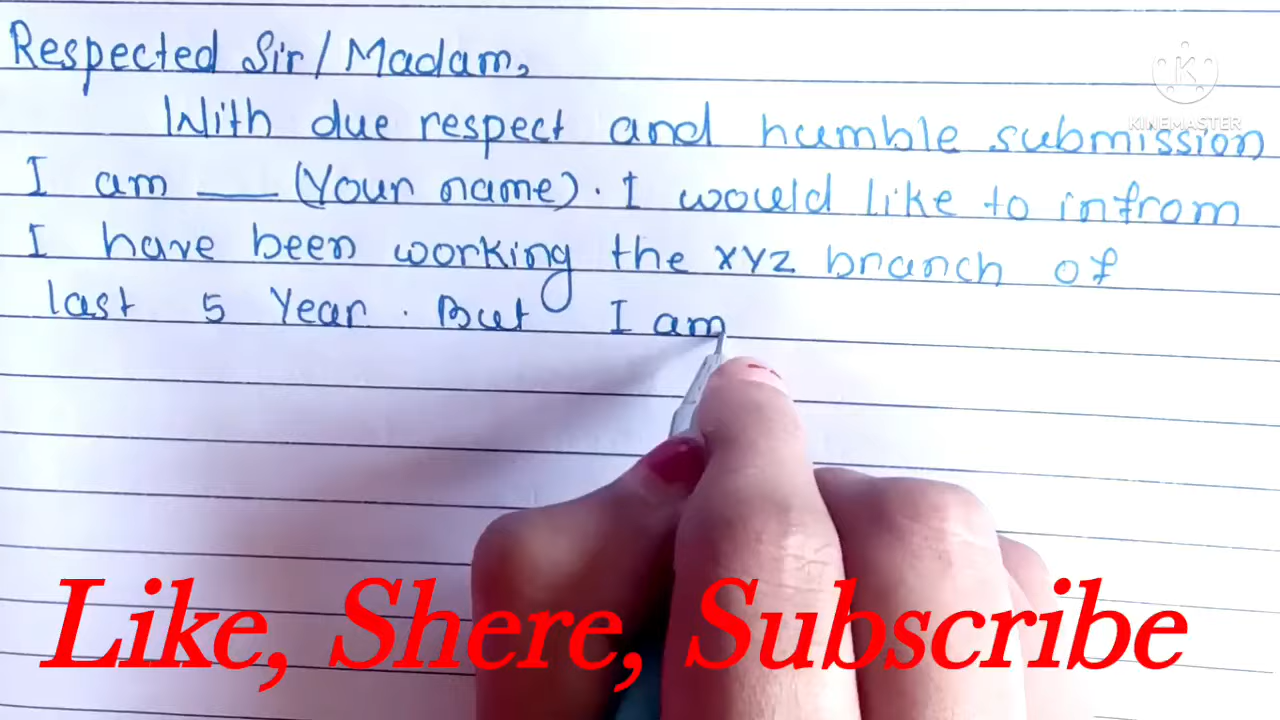 Respected Sir/Madam,
With due respect and humble submission
I am ___ (Your name). I would like to infrom
I have been working the XYZ branch of
last 5 Year. But I am
K
KINEMASTER
Like, Shere, Subscribe